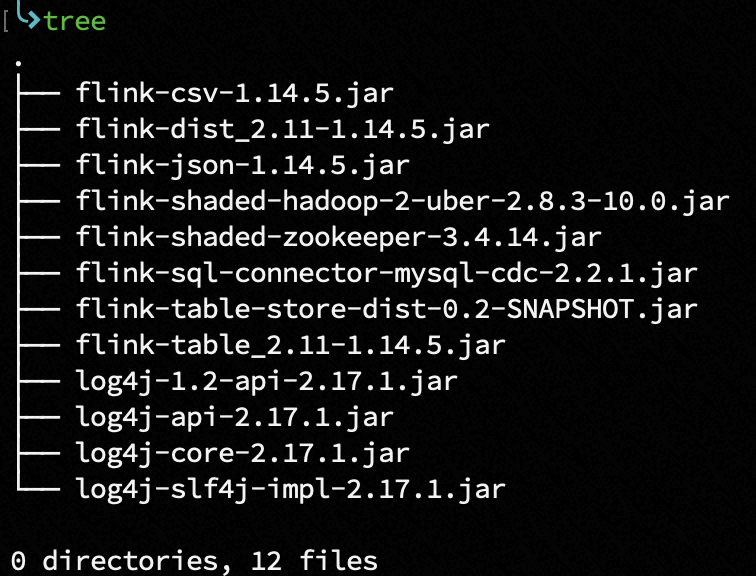 [↳tree
.
├── flink-csv-1.14.5.jar
├── flink-dist_2.11-1.14.5.jar
├── flink-json-1.14.5.jar
├── flink-shaded-hadoop-2-uber-2.8.3-10.0.jar
├── flink-shaded-zookeeper-3.4.14.jar
├── flink-sql-connector-mysql-cdc-2.2.1.jar
├── flink-table-store-dist-0.2-SNAPSHOT.jar
├── flink-table_2.11-1.14.5.jar
├── log4j-1.2-api-2.17.1.jar
├── log4j-api-2.17.1.jar
├── log4j-core-2.17.1.jar
└── log4j-slf4j-impl-2.17.1.jar
0 directories, 12 files